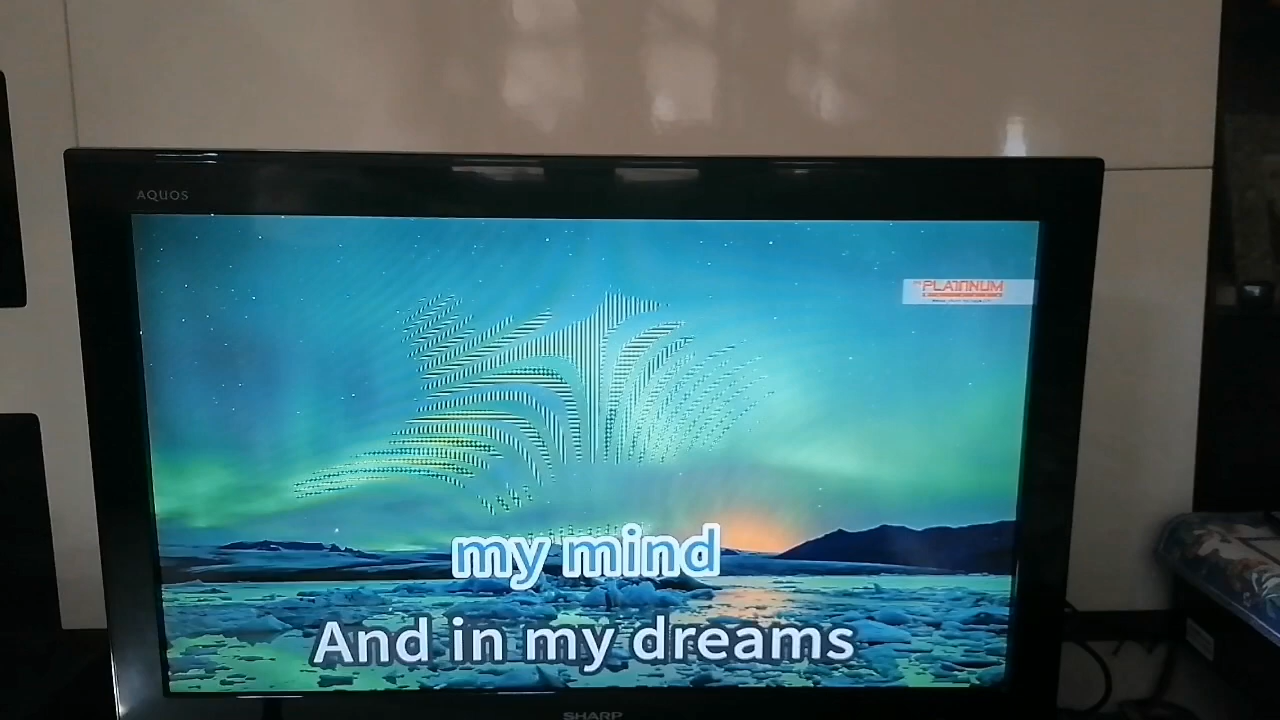 AQUOS
PLATINUM
my mind
And in my dreams
SHARP